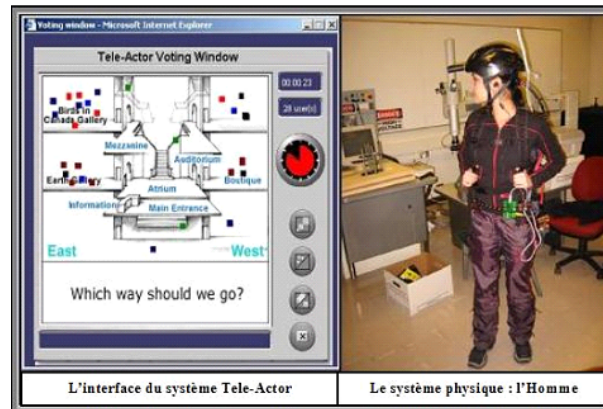 Voting window - Microsoft Internet Explorer
Tele-Actor Voting Window
00:00:23
28 user(s)
Birds in
Canada Gallery
Mezzanine
Auditorium
Earth Gallery
Boutique
Atrium
Information
Main Entrance
East
West
Which way should we go?
VOLTAGE
L'interface du système Tele-Actor
Le système physique : l'Homme